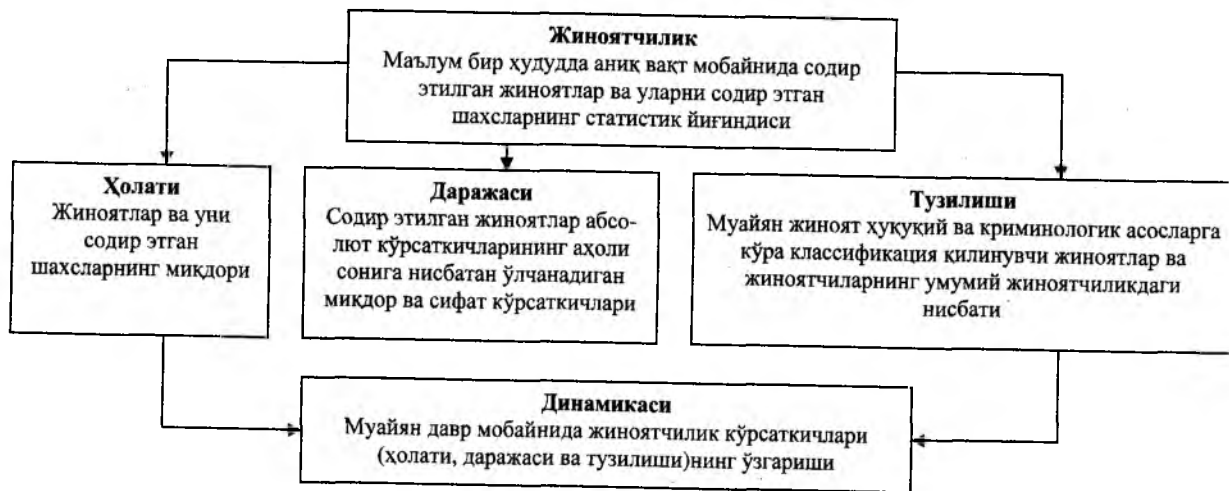 Жиноятчилик
Маълум бир ҳудудда аниқ вақт мобайнида содир
этилган жиноятлар ва уларни содир этган
шахсларнинг статистик йиғиндиси
Ҳолати
Жиноятлар ва уни
содир этган
шахсларнинг миқдори
Даражаси
Содир этилган жиноятлар абсо-
лют кўрсаткичларининг аҳоли
сонига нисбатан ўлчанадиган
миқдор ва сифат кўрсаткичлари
Тузилиши
Муайян жиноят ҳуқуқий ва криминологик асосларга
кўра классификация қилинувчи жиноятлар ва
жиноятчиларнинг умумий жиноятчиликдаги
нисбати
Динамикаси
Муайян давр мобайнида жиноятчилик кўрсаткичлари
(ҳолати, даражаси ва тузилиши)нинг ўзгариши